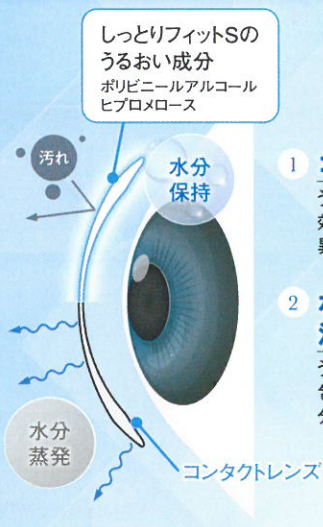 しっとりフィットSの
うるおい成分
ポリビニールアルコール
ヒプロメロース
汚れ
水分
保持
1
2
水分
蒸発
コンタクトレンズ